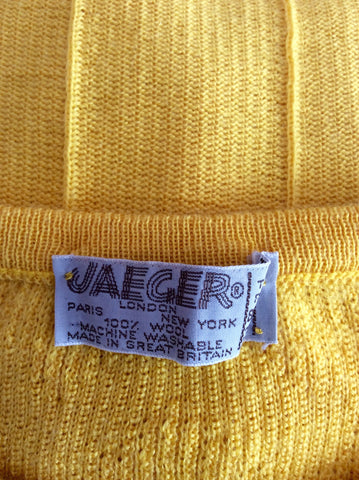 JAEGER®
LONDON
PARIS NEW YORK
100% WOOL
MACHINE WASHABLE
MADE IN GREAT BRITAIN